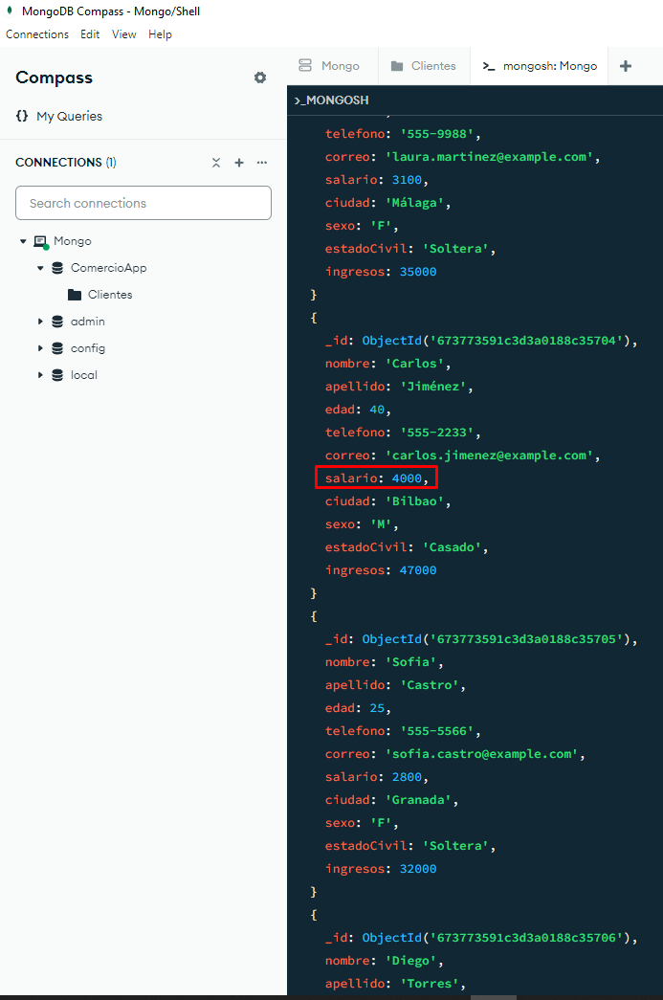 MongoDB Compass - Mongo/Shell
Connections Edit View Help
Compass
{} My Queries
CONNECTIONS (1)
Search connections
Mongo
ComercioApp
Clientes
admin
config
local
Mongo
Clientes
>_ mongosh: Mongo
>_MONGOSH
telefono: '555-9988',
correo: 'laura.martinez@example.com',
salario: 3100,
ciudad: 'Málaga',
sexo: 'F',
estadoCivil: 'Soltera',
ingresos: 35000
}
{
_id: ObjectId('673773591c3d3a0188c35704'),
nombre: 'Carlos',
apellido: 'Jiménez',
edad: 40,
telefono: '555-2233',
correo: 'carlos.jimenez@example.com',
salario: 4000,
ciudad: 'Bilbao',
sexo: 'M',
estadoCivil: 'Casado',
ingresos: 47000
}
{
_id: ObjectId('673773591c3d3a0188c35705'),
nombre: 'Sofia',
apellido: 'Castro',
edad: 25,
telefono: '555-5566',
correo: 'sofia.castro@example.com',
salario: 2800,
ciudad: 'Granada',
sexo: 'F',
estadoCivil: 'Soltera',
ingresos: 32000
}
{
_id: ObjectId('673773591c3d3a0188c35706'),
nombre: 'Diego',
apellido: 'Torres',